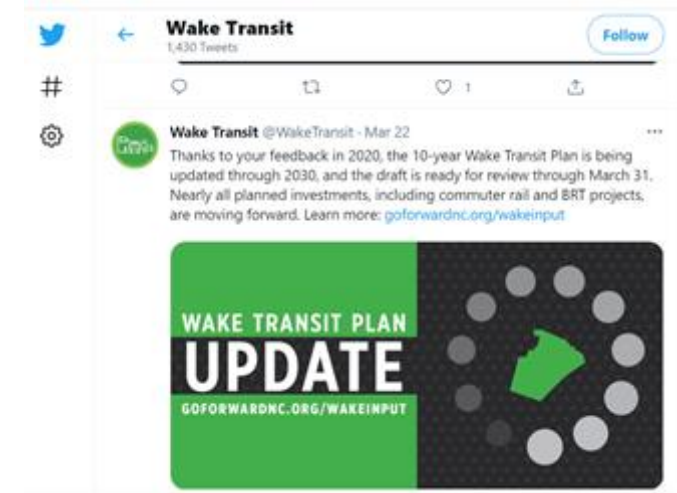 Wake Transit
1,430 Tweets
Follow
1
Wake Transit @WakeTransit · Mar 22
Thanks to your feedback in 2020, the 10-year Wake Transit Plan is being
updated through 2030, and the draft is ready for review through March 31.
Nearly all planned investments, including commuter rail and BRT projects,
are moving forward. Learn more: goforwardnc.org/wakeinput
WAKE TRANSIT PLAN
UPDATE
GOFORWARDNC.ORG/WAKEINPUT